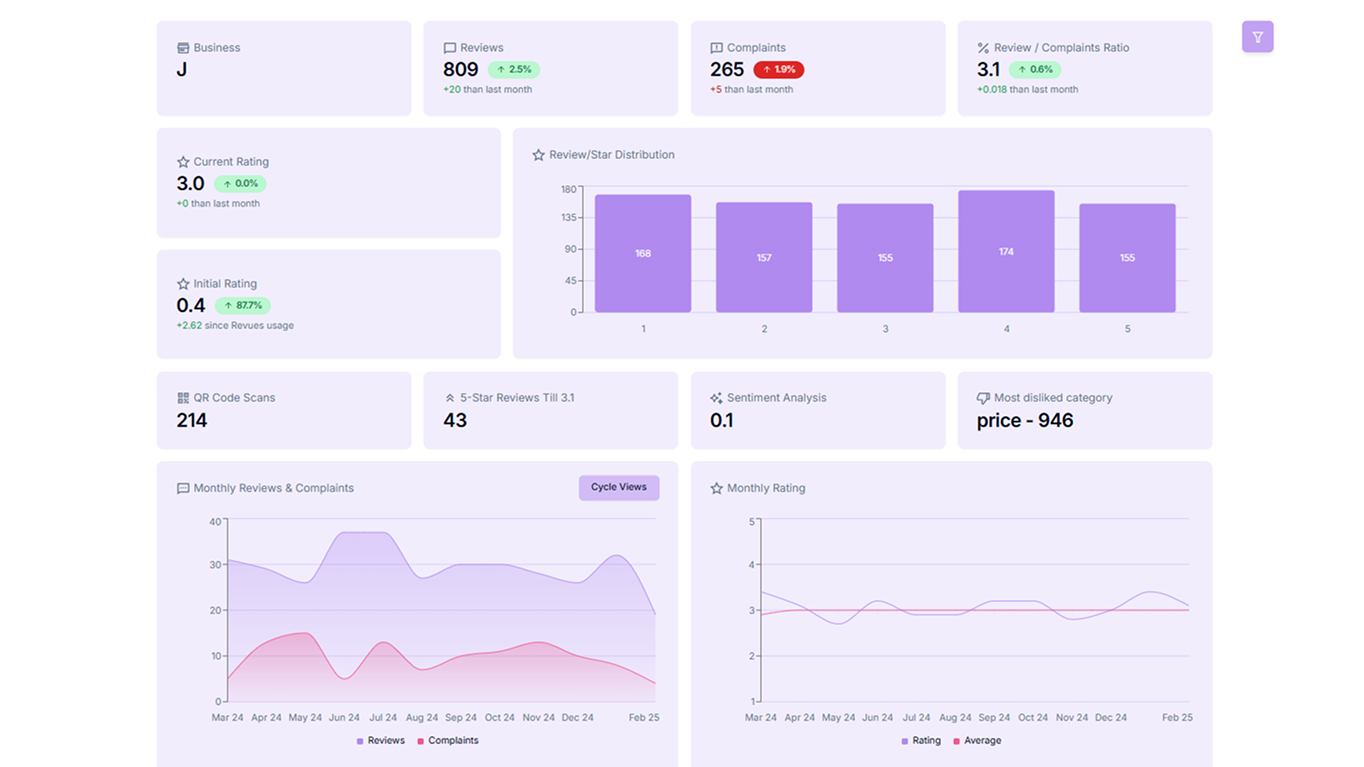 Business
J
Reviews
809 ↑ 2.5%
+20 than last month
Complaints
265 ↑ 1.9%
+5 than last month
Review / Complaints Ratio
3.1 ↑ 0.6%
+0.018 than last month
Current Rating
3.0 ↑ 0.0%
+0 than last month
Initial Rating
0.4 ↑ 87.7%
+2.62 since Revues usage
Review/Star Distribution
180
135
90
45
0
168 157 155 174 155
1 2 3 4 5
QR Code Scans
214
5-Star Reviews Till 3.1
43
Sentiment Analysis
0.1
Most disliked category
price - 946
Monthly Reviews & Complaints
Cycle Views
40
30
20
10
0
Mar 24 Apr 24 May 24 Jun 24 Jul 24 Aug 24 Sep 24 Oct 24 Nov 24 Dec 24 Feb 25
Reviews Complaints
Monthly Rating
5
4
3
2
1
Mar 24 Apr 24 May 24 Jun 24 Jul 24 Aug 24 Sep 24 Oct 24 Nov 24 Dec 24 Feb 25
Rating Average